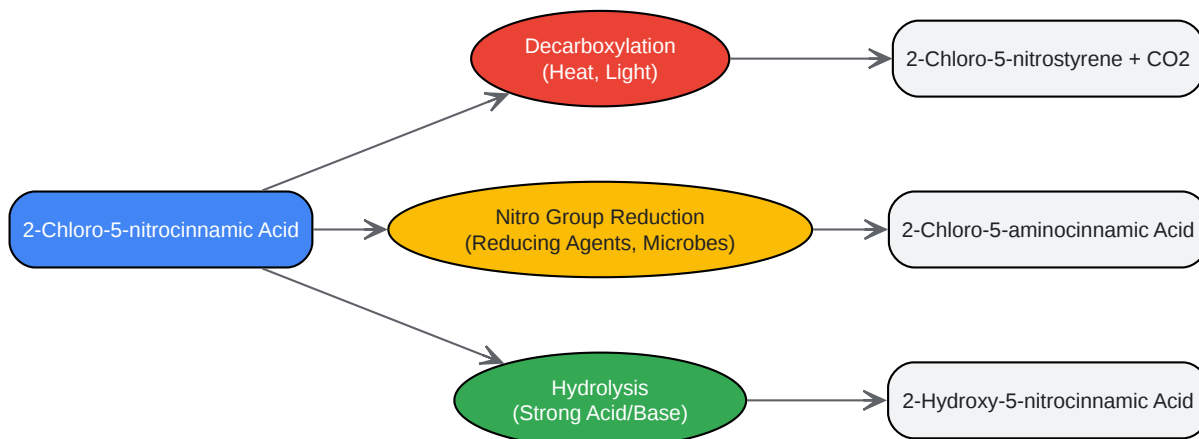 Decarboxylation
(Heat, Light)
2-Chloro-5-nitrostyrene + CO2
2-Chloro-5-nitrocinnamic Acid
Nitro Group Reduction
(Reducing Agents, Microbes)
2-Chloro-5-aminocinnamic Acid
Hydrolysis
(Strong Acid/Base)
2-Hydroxy-5-nitrocinnamic Acid